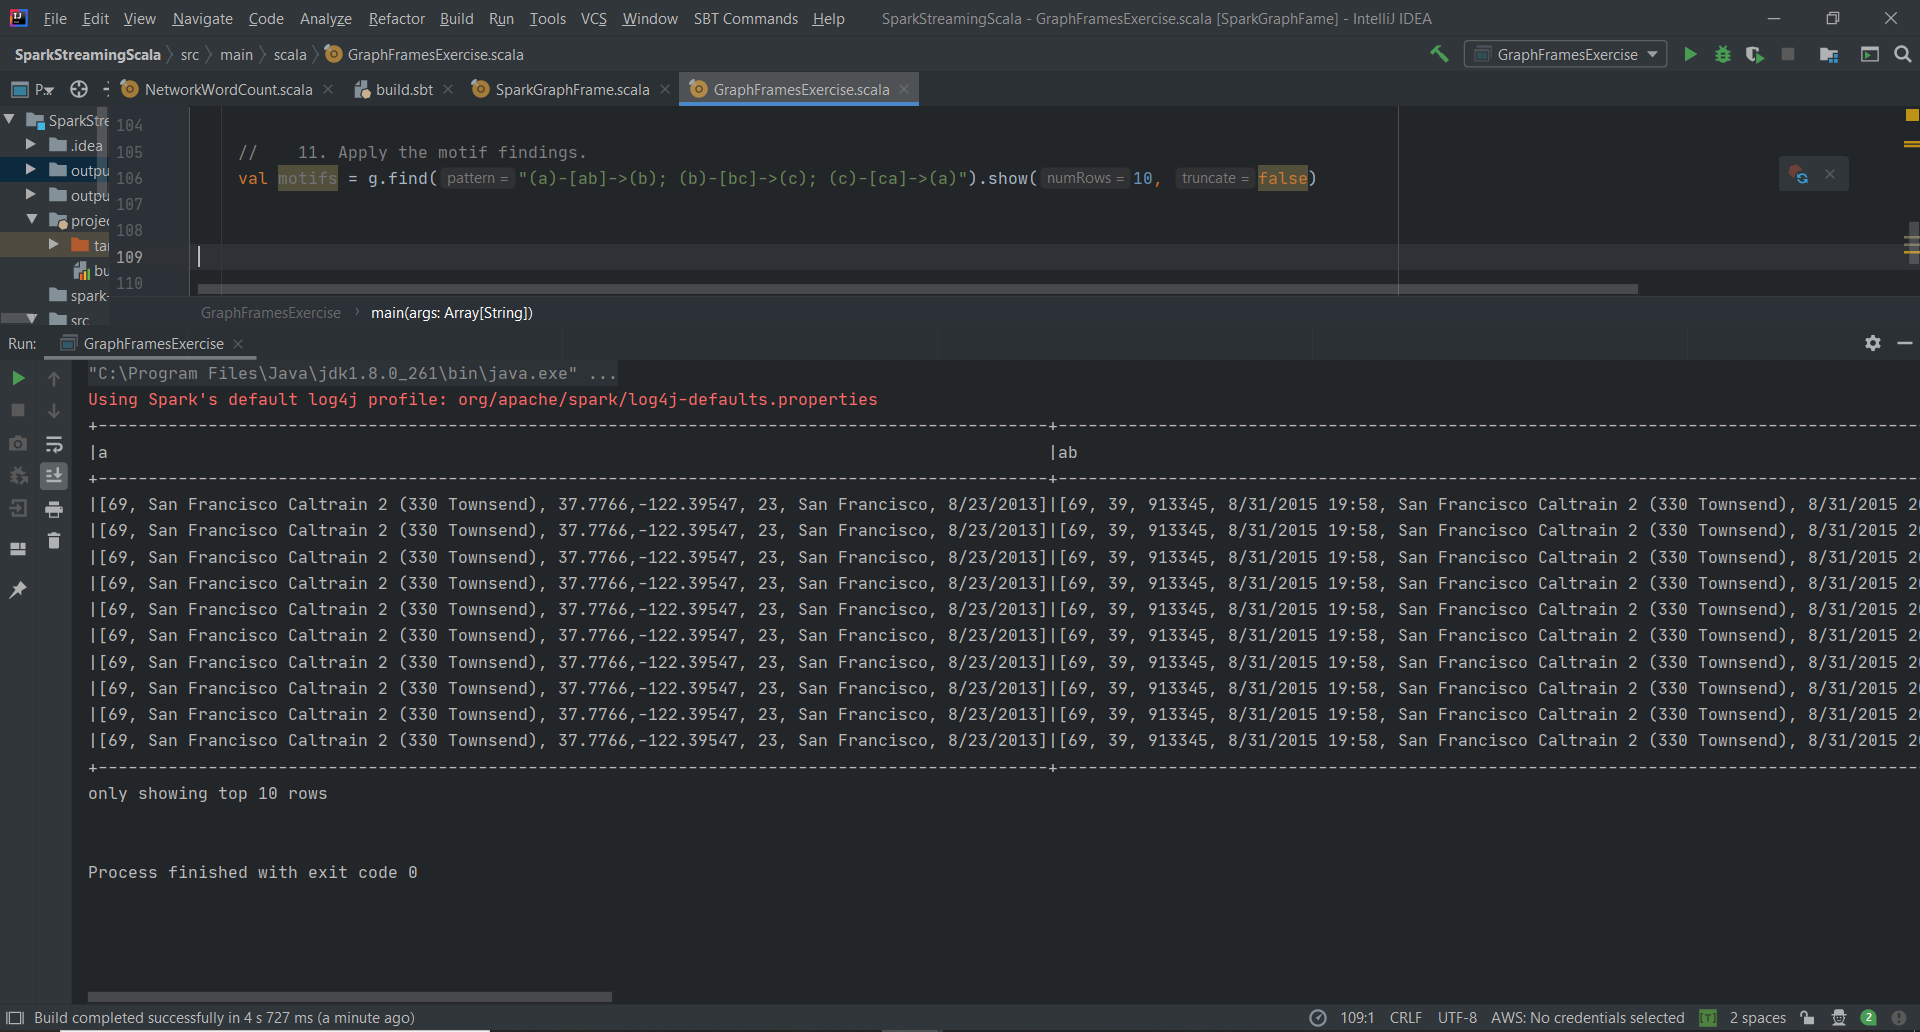 File Edit View Navigate Code Analyze Refactor Build Run Tools VCS Window SBT Commands Help SparkStreamingScala - GraphFramesExercise.scala [SparkGraphFame] - IntelliJ IDEA
SparkStreamingScala src main scala GraphFramesExercise.scala GraphFramesExercise
P.. NetworkWordCount.scala build.sbt SparkGraphFrame.scala GraphFramesExercise.scala
SparkStre
.idea
outpu
outpu
projec
tar
bu
spark-
src
104
105 // 11. Apply the motif findings.
106 val motifs = g.find( pattern = "(a)-[ab]->(b); (b)-[bc]->(c); (c)-[ca]->(a)").show( numRows = 10, truncate = false)
107
108
109
110
GraphFramesExercise › main(args: Array[String])
Run: GraphFramesExercise
"C:\Program Files\Java\jdk1.8.0_261\bin\java.exe" ...
Using Spark's default log4j profile: org/apache/spark/log4j-defaults.properties
|a |ab
|[69, San Francisco Caltrain 2 (330 Townsend), 37.7766,-122.39547, 23, San Francisco, 8/23/2013]|[69, 39, 913345, 8/31/2015 19:58, San Francisco Caltrain 2 (330 Townsend), 8/31/2015 2
|[69, San Francisco Caltrain 2 (330 Townsend), 37.7766,-122.39547, 23, San Francisco, 8/23/2013]|[69, 39, 913345, 8/31/2015 19:58, San Francisco Caltrain 2 (330 Townsend), 8/31/2015 2
|[69, San Francisco Caltrain 2 (330 Townsend), 37.7766,-122.39547, 23, San Francisco, 8/23/2013]|[69, 39, 913345, 8/31/2015 19:58, San Francisco Caltrain 2 (330 Townsend), 8/31/2015 2
|[69, San Francisco Caltrain 2 (330 Townsend), 37.7766,-122.39547, 23, San Francisco, 8/23/2013]|[69, 39, 913345, 8/31/2015 19:58, San Francisco Caltrain 2 (330 Townsend), 8/31/2015 2
|[69, San Francisco Caltrain 2 (330 Townsend), 37.7766,-122.39547, 23, San Francisco, 8/23/2013]|[69, 39, 913345, 8/31/2015 19:58, San Francisco Caltrain 2 (330 Townsend), 8/31/2015 2
|[69, San Francisco Caltrain 2 (330 Townsend), 37.7766,-122.39547, 23, San Francisco, 8/23/2013]|[69, 39, 913345, 8/31/2015 19:58, San Francisco Caltrain 2 (330 Townsend), 8/31/2015 2
|[69, San Francisco Caltrain 2 (330 Townsend), 37.7766,-122.39547, 23, San Francisco, 8/23/2013]|[69, 39, 913345, 8/31/2015 19:58, San Francisco Caltrain 2 (330 Townsend), 8/31/2015 2
|[69, San Francisco Caltrain 2 (330 Townsend), 37.7766,-122.39547, 23, San Francisco, 8/23/2013]|[69, 39, 913345, 8/31/2015 19:58, San Francisco Caltrain 2 (330 Townsend), 8/31/2015 2
|[69, San Francisco Caltrain 2 (330 Townsend), 37.7766,-122.39547, 23, San Francisco, 8/23/2013]|[69, 39, 913345, 8/31/2015 19:58, San Francisco Caltrain 2 (330 Townsend), 8/31/2015 2
|[69, San Francisco Caltrain 2 (330 Townsend), 37.7766,-122.39547, 23, San Francisco, 8/23/2013]|[69, 39, 913345, 8/31/2015 19:58, San Francisco Caltrain 2 (330 Townsend), 8/31/2015 2
only showing top 10 rows
Process finished with exit code 0
Build completed successfully in 4 s 727 ms (a minute ago) 109:1 CRLF UTF-8 AWS: No credentials selected [T] 2 spaces 2